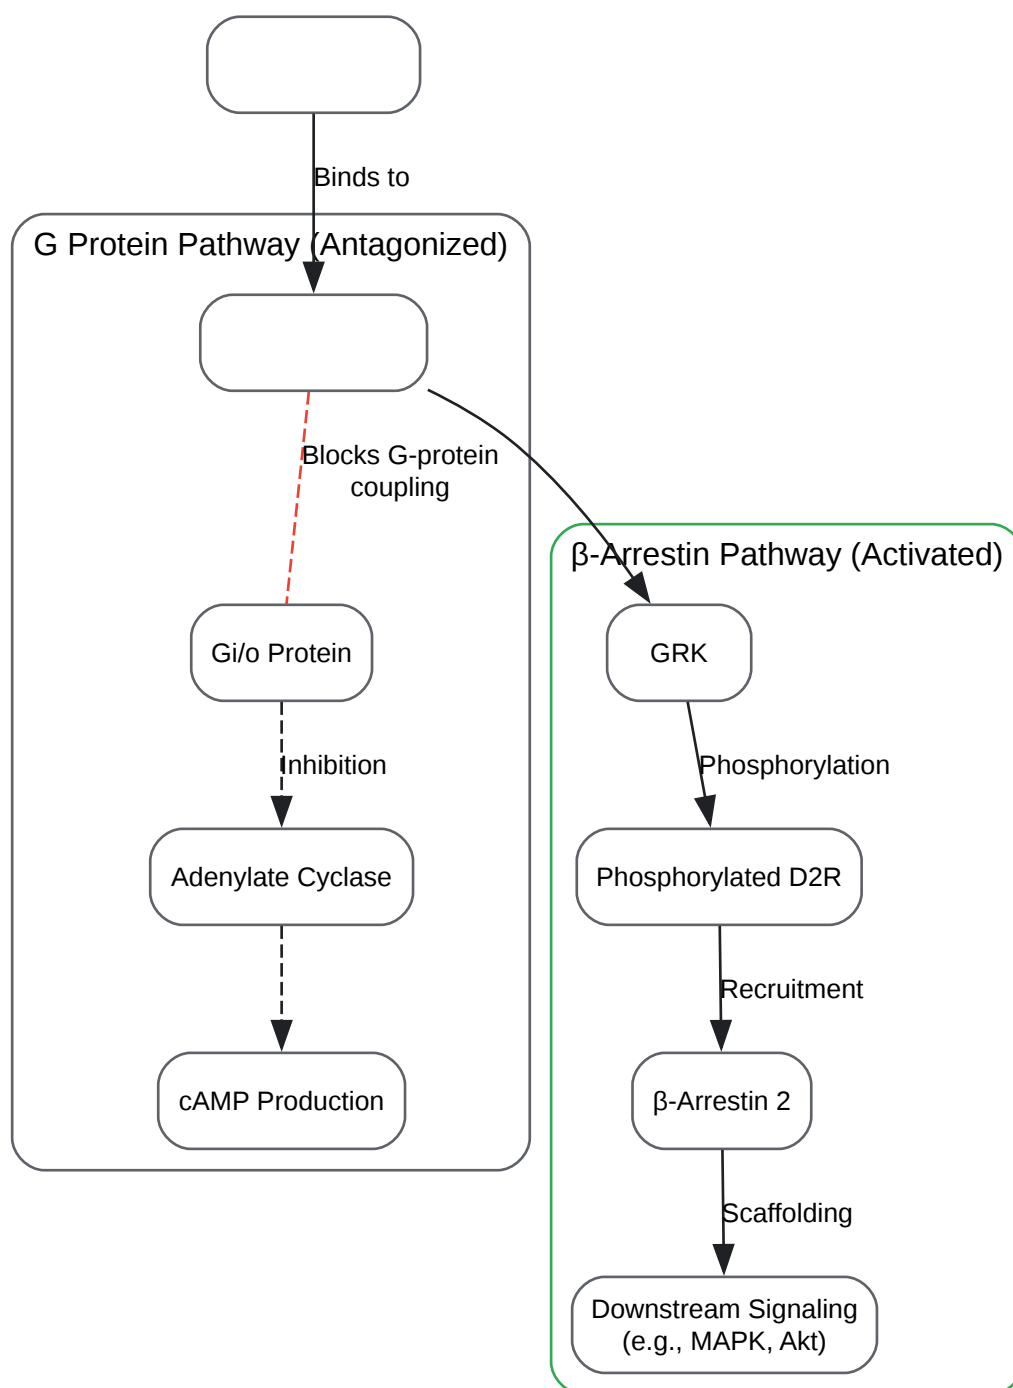 Binds to
G Protein Pathway (Antagonized)
Blocks G-protein
coupling
β-Arrestin Pathway (Activated)
Gi/o Protein
GRK
Inhibition
Phosphorylation
Adenylate Cyclase
Phosphorylated D2R
Recruitment
cAMP Production
β-Arrestin 2
Scaffolding
Downstream Signaling
(e.g., MAPK, Akt)